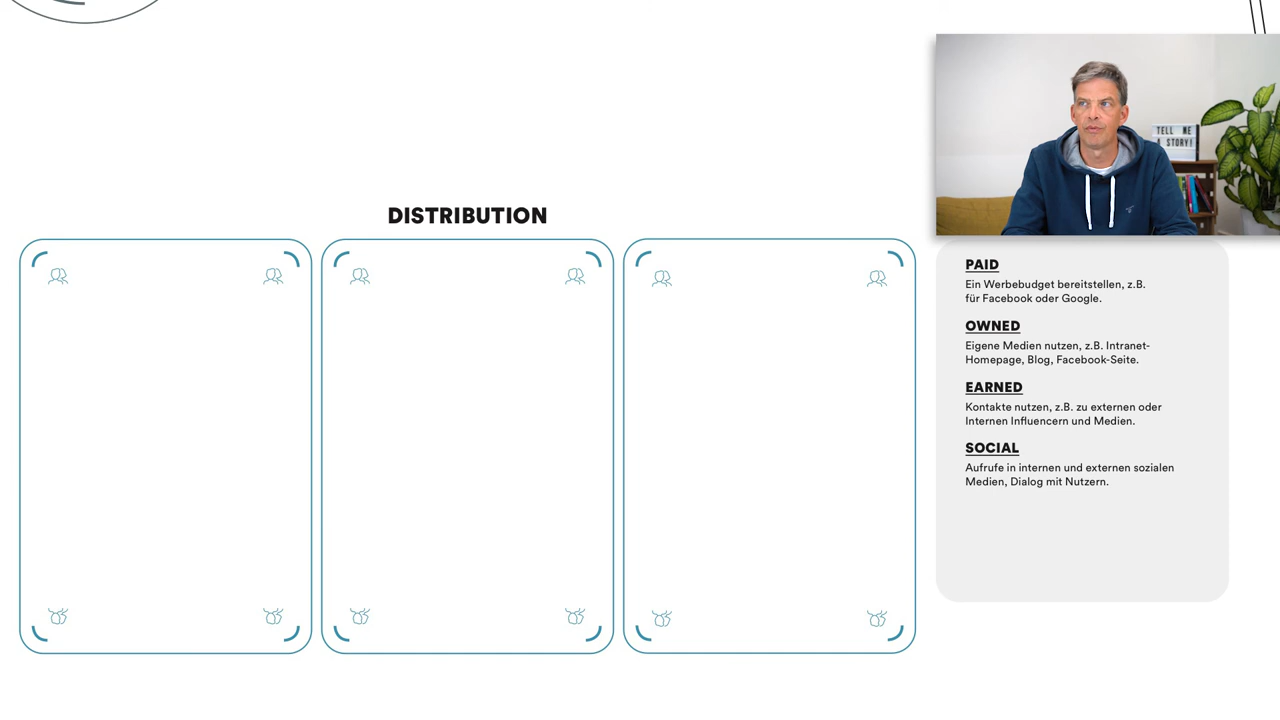 TELL ME
A STORY!
DISTRIBUTION
PAID
Ein Werbebudget bereitstellen, z.B.
für Facebook oder Google.
OWNED
Eigene Medien nutzen, z.B. Intranet-
Homepage, Blog, Facebook-Seite.
EARNED
Kontakte nutzen, z.B. zu externen oder
Internen Influencern und Medien.
SOCIAL
Aufrufe in internen und externen sozialen
Medien, Dialog mit Nutzern.